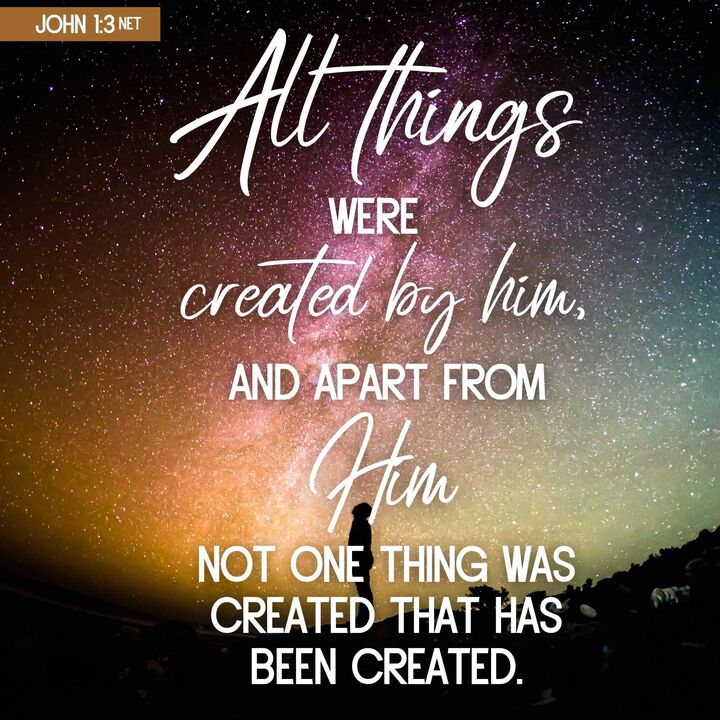 JOHN 1:3 NET
All things
WERE
created by him,
AND APART FROM
Him
NOT ONE THING WAS
CREATED THAT HAS
BEEN CREATED.